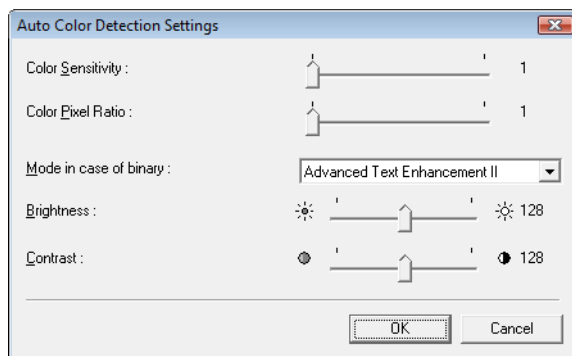 Auto Color Detection Settings
Color Sensitivity : 1
Color Pixel Ratio : 1
Mode in case of binary : Advanced Text Enhancement II
Brightness : 128
Contrast : 128
OK Cancel